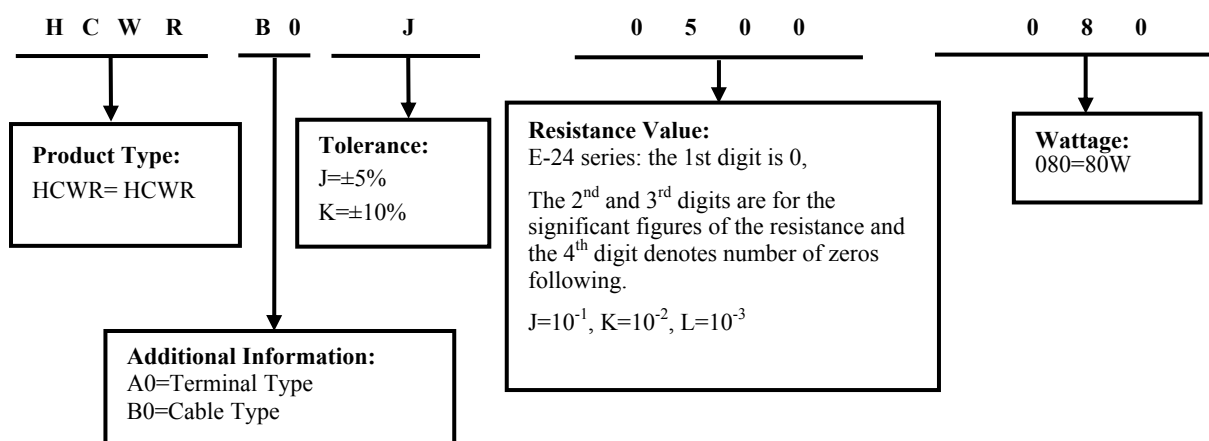 H C W R B 0 J 0 5 0 0 0 8 0
Product Type:
HCWR= HCWR
Tolerance:
J=±5%
K=±10%
Resistance Value:
E-24 series: the 1st digit is 0,
The 2nd and 3rd digits are for the
significant figures of the resistance and
the 4th digit denotes number of zeros
following.
J=10-1, K=10-2, L=10-3
Wattage:
080=80W
Additional Information:
A0=Terminal Type
B0=Cable Type